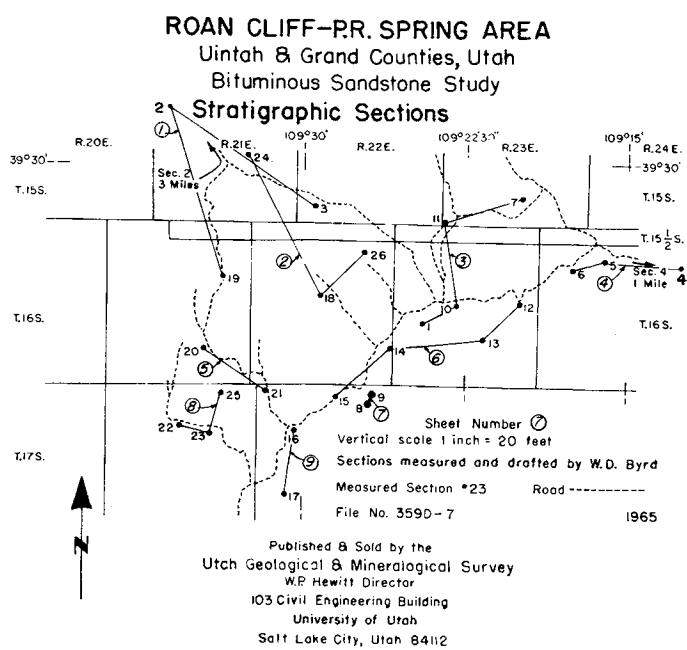 ROAN CLIFF-P.R. SPRING AREA
Uintah & Grand Counties, Utah
Bituminous Sandstone Study
Stratigraphic Sections
2
1
R.20E.
R.21E.
24
109° 30'
R.22E.
109° 22' 30"
R.23E.
109° 15'
R.24E.
39° 30'
39° 30'
Sec. 2
3 Miles
T.15S.
T.15S.
3
7
11
T.15 1/2 S.
19
2
26
3
6
5
4
Sec. 4
1 Mile
4
18
10
12
1
T.16S.
T.16S.
20
5
14
6
13
25
21
15
9
8
7
8
22
23
6
9
17
T.17S.
Sheet Number 7
Vertical scale 1 inch = 20 feet
Sections measured and drafted by W.D. Byrd
Measured Section •23 Road ----------
File No. 359D-7 1965
N
Published & Sold by the
Utch Geological & Mineralogical Survey
W.P. Hewitt Director
103 Civil Engineering Building
University of Utah
Salt Lake City, Utah 84112